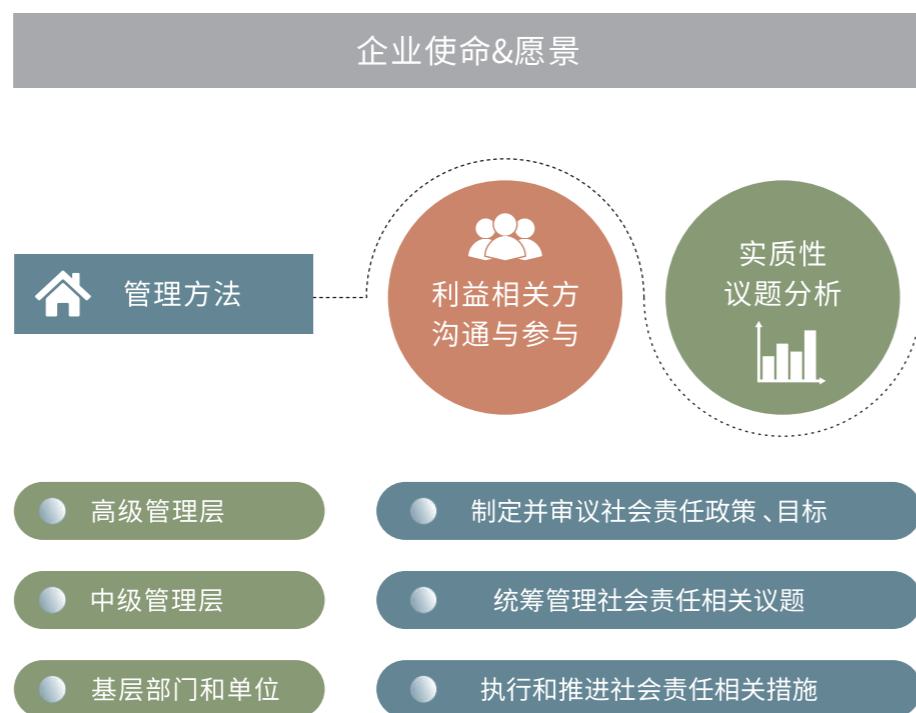 企业使命&愿景
管理方法
利益相关方
沟通与参与
实质性
议题分析
高级管理层
制定并审议社会责任政策、目标
中级管理层
统筹管理社会责任相关议题
基层部门和单位
执行和推进社会责任相关措施